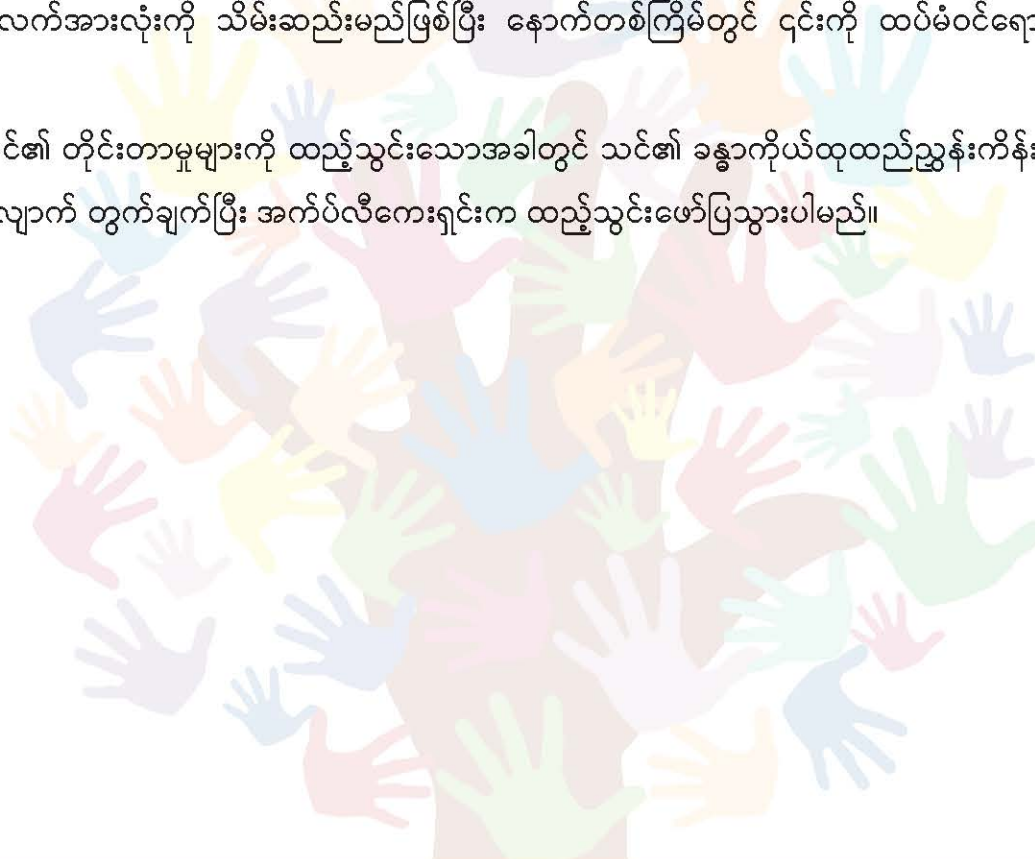 လက်အားလုံးကို သိမ်းဆည်းမည်ဖြစ်ပြီး နောက်တစ်ကြိမ်တွင် ၎င်းကို ထပ်မံဝင်ရော
င်၏ တိုင်းတာမှုများကို ထည့်သွင်းသောအခါတွင် သင်၏ ခန္ဓာကိုယ်ထုထည်ညွှန်းကိန်း
လျောက် တွက်ချက်ပြီး အက်ပ်လီကေးရှင်းက ထည့်သွင်းဖော်ပြသွားပါမည်။